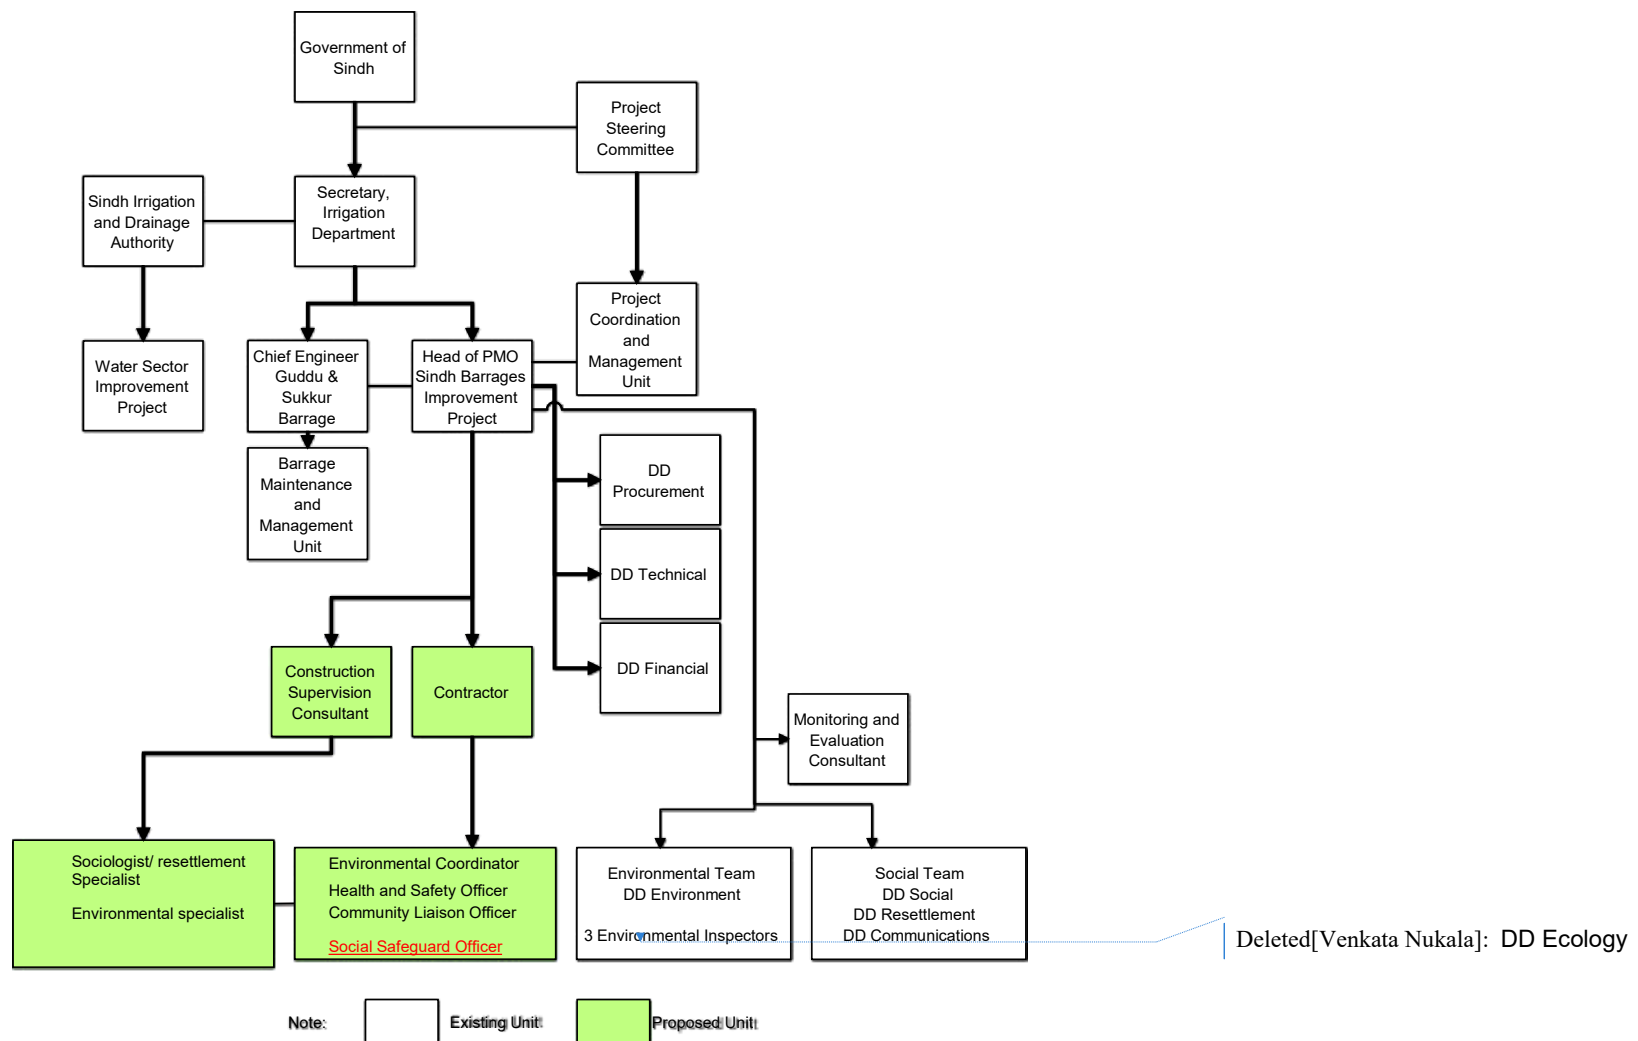 Government of
Sindh
Project
Steering
Committee
Sindh Irrigation
and Drainage
Authority
Secretary,
Irrigation
Department
Project
Coordination
and
Management
Unit
Water Sector
Improvement
Project
Chief Engineer
Guddu &
Sukkur
Barrage
Head of PMO
Sindh Barrages
Improvement
Project
Barrage
Maintenance
and
Management
Unit
DD
Procurement
DD Technical
DD Financial
Construction
Supervision
Consultant
Contractor
Monitoring and
Evaluation
Consultant
Sociologist/ resettlement
Specialist
Environmental specialist
Environmental Coordinator
Health and Safety Officer
Community Liaison Officer
Social Safeguard Officer
Environmental Team
DD Environment
3 Environmental Inspectors
Social Team
DD Social
DD Resettlement
DD Communications
Deleted[Venkata Nukala]: DD Ecology
Note:
Existing Unit
Proposed Unit